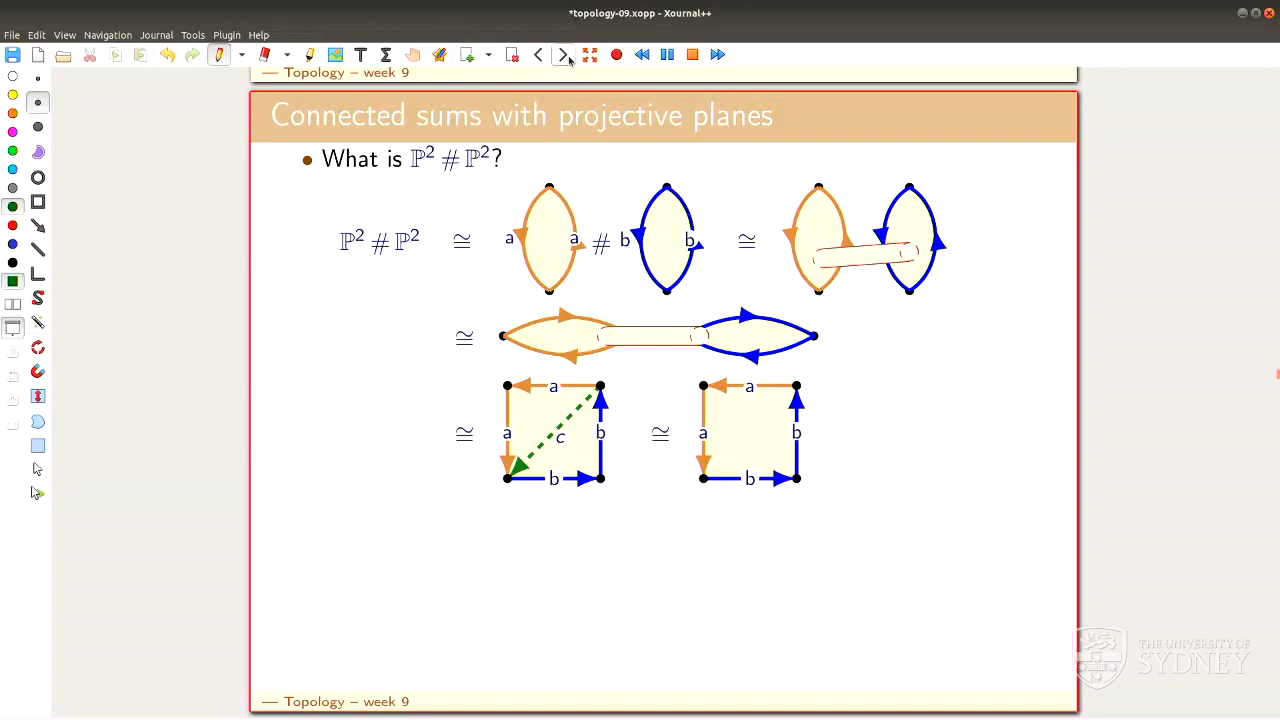 *topology-09.xopp - Xournal++
File Edit View Navigation Journal Tools Plugin Help
— Topology – week 9
Connected sums with projective planes
• What is ℙ² # ℙ²?
ℙ² # ℙ² ≅ a a # b b ≅
≅
≅ a a c b b ≅ a a b b
THE UNIVERSITY OF
SYDNEY
— Topology – week 9